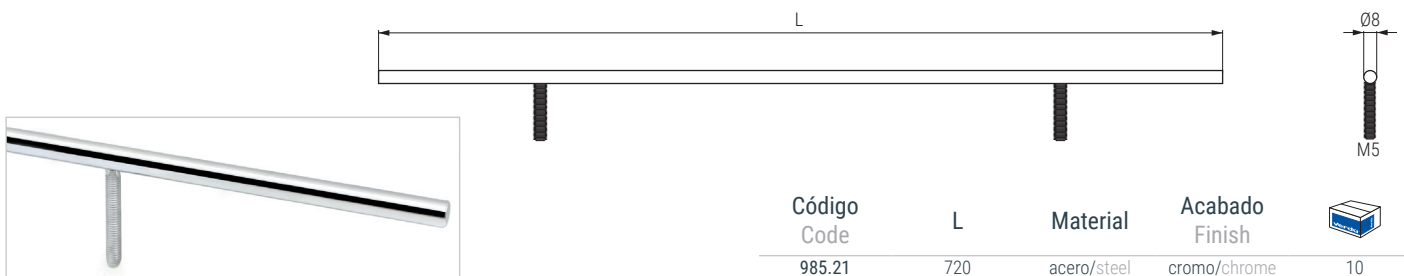 L
Ø8
M5
Código L Material Acabado
Code Finish
985.21 720 acero/steel cromo/chrome 10